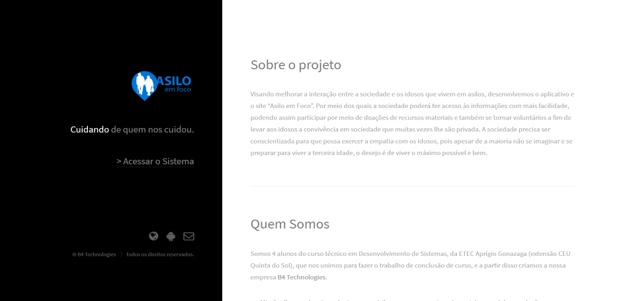 ASILO
em foco
Cuidando de quem nos cuidou.
> Acessar o Sistema
© B4 Technologies | Todos os direitos reservados.
Sobre o projeto
Visando melhorar a interação entre a sociedade e os idosos que vivem em asilos, desenvolvemos o aplicativo e
o site "Asilo em Foco". Por meio dos quais a sociedade poderá ter acesso às informações com mais facilidade,
podendo assim participar por meio de doações de recursos materiais e também se tornar voluntários a fim de
levar aos idosos a convivência em sociedade que muitas vezes lhe são privada. A sociedade precisa ser
conscientizada para que possa exercer a empatia com os idosos, pois apesar de a maioria não se imaginar e se
preparar para viver a terceira idade, o desejo é de viver o máximo possível e bem.
Quem Somos
Somos 4 alunos do curso técnico em Desenvolvimento de Sistemas, da ETEC Aprígio Gonazaga (extensão CEU
Quinta do Sol), que nos unimos para fazer o trabalho de conclusão de curso, e a partir disso criamos a nossa
empresa B4 Technologies.